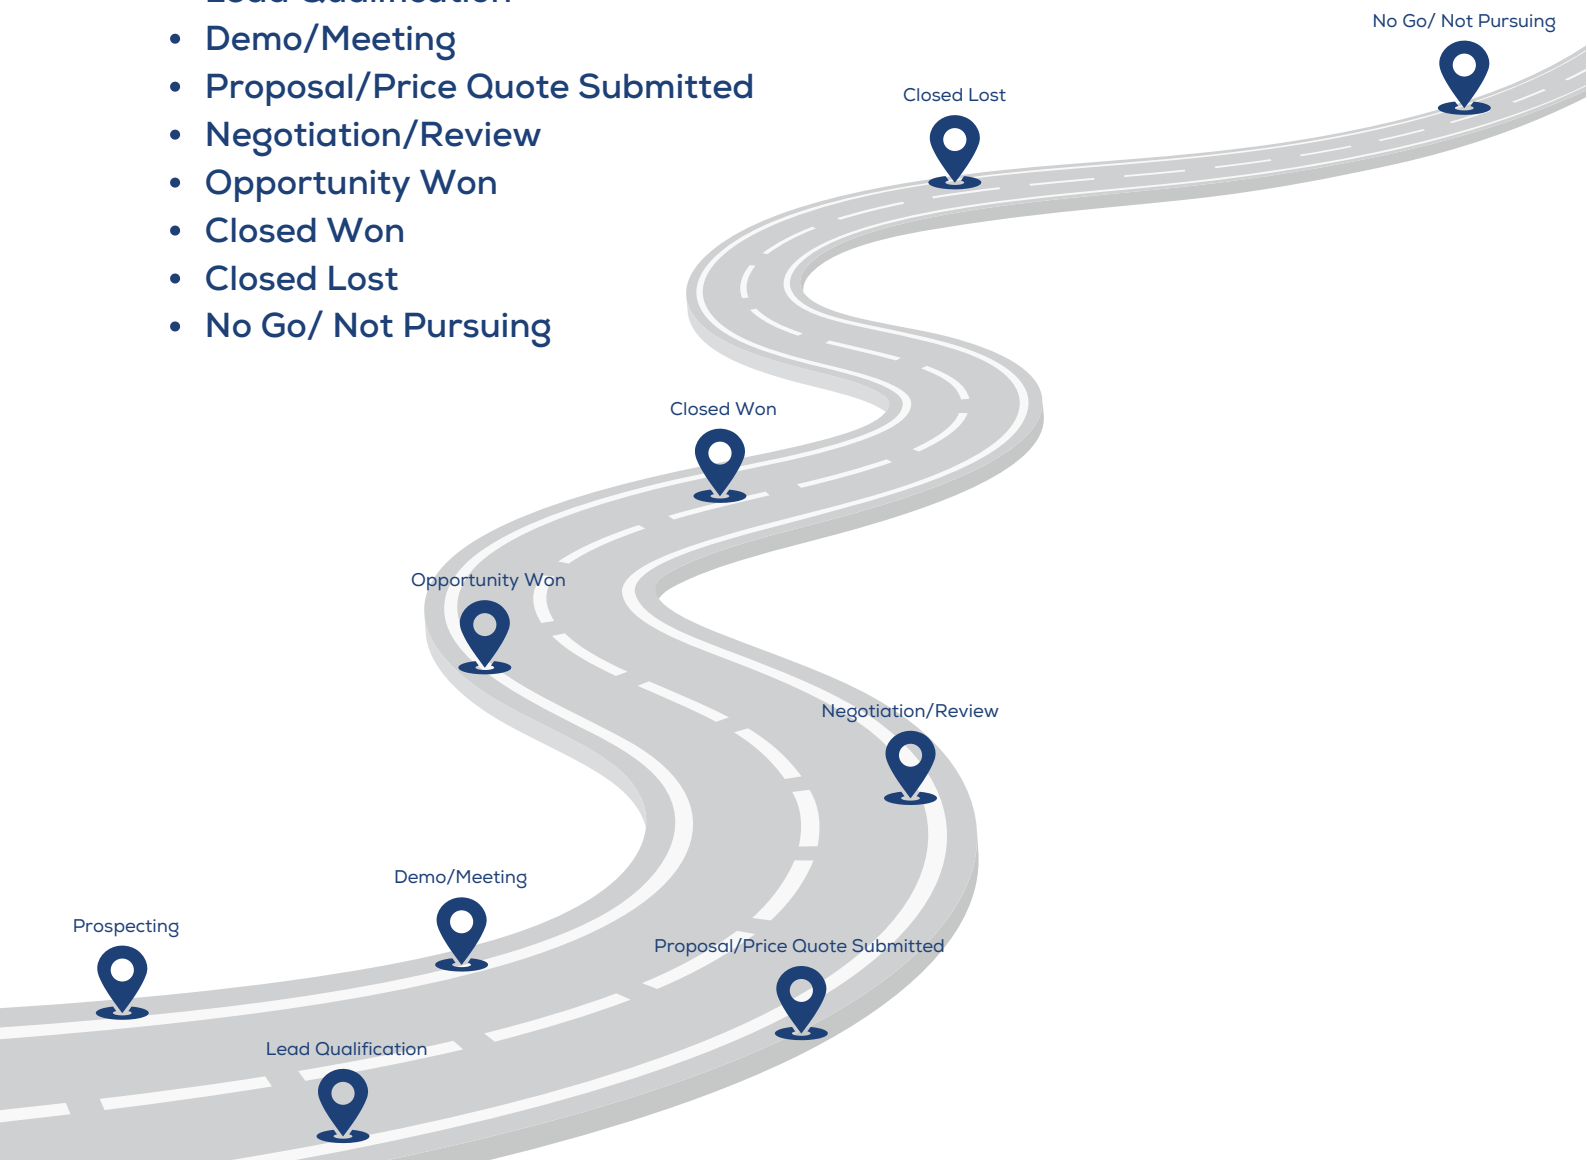 Lead Qualification
• Demo/Meeting
• Proposal/Price Quote Submitted
• Negotiation/Review
• Opportunity Won
• Closed Won
• Closed Lost
• No Go/ Not Pursuing
No Go/ Not Pursuing
Closed Lost
Closed Won
Opportunity Won
Negotiation/Review
Demo/Meeting
Prospecting
Proposal/Price Quote Submitted
Lead Qualification